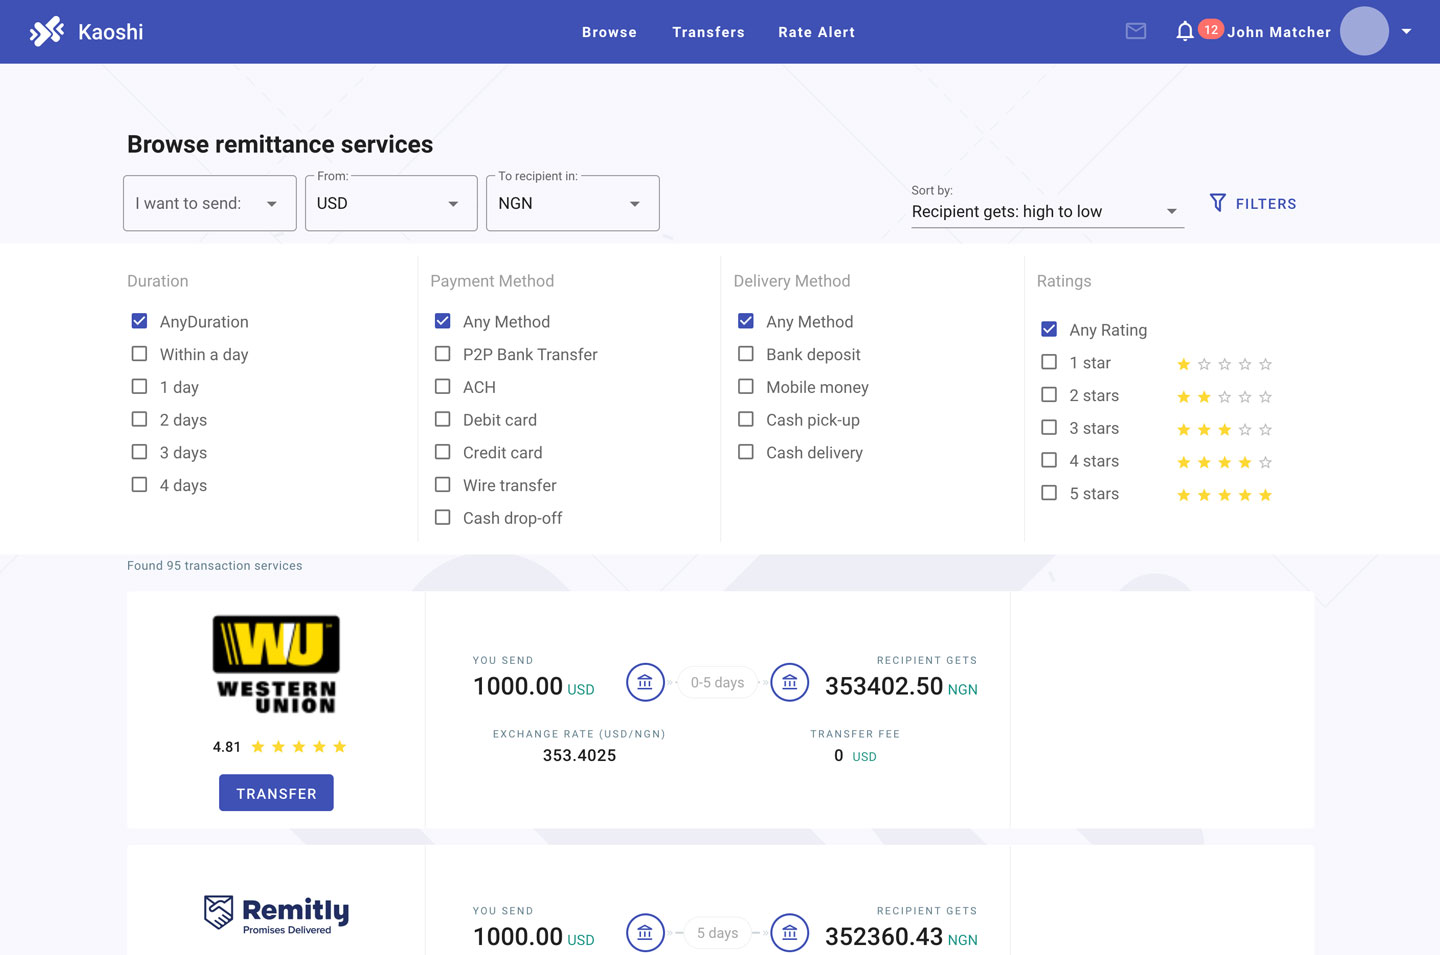 Kaoshi
Browse Transfers Rate Alert
12 John Matcher
Browse remittance services
I want to send:
From:
USD
To recipient in:
NGN
Sort by:
Recipient gets: high to low
FILTERS
Duration
AnyDuration
Within a day
1 day
2 days
3 days
4 days
Payment Method
Any Method
P2P Bank Transfer
ACH
Debit card
Credit card
Wire transfer
Cash drop-off
Delivery Method
Any Method
Bank deposit
Mobile money
Cash pick-up
Cash delivery
Ratings
Any Rating
1 star
2 stars
3 stars
4 stars
5 stars
Found 95 transaction services
WU
WESTERN
UNION
4.81
TRANSFER
YOU SEND
1000.00 USD
0-5 days
RECIPIENT GETS
353402.50 NGN
EXCHANGE RATE (USD/NGN)
353.4025
TRANSFER FEE
0 USD
Remitly
Promises Delivered
YOU SEND
1000.00 USD
5 days
RECIPIENT GETS
352360.43 NGN